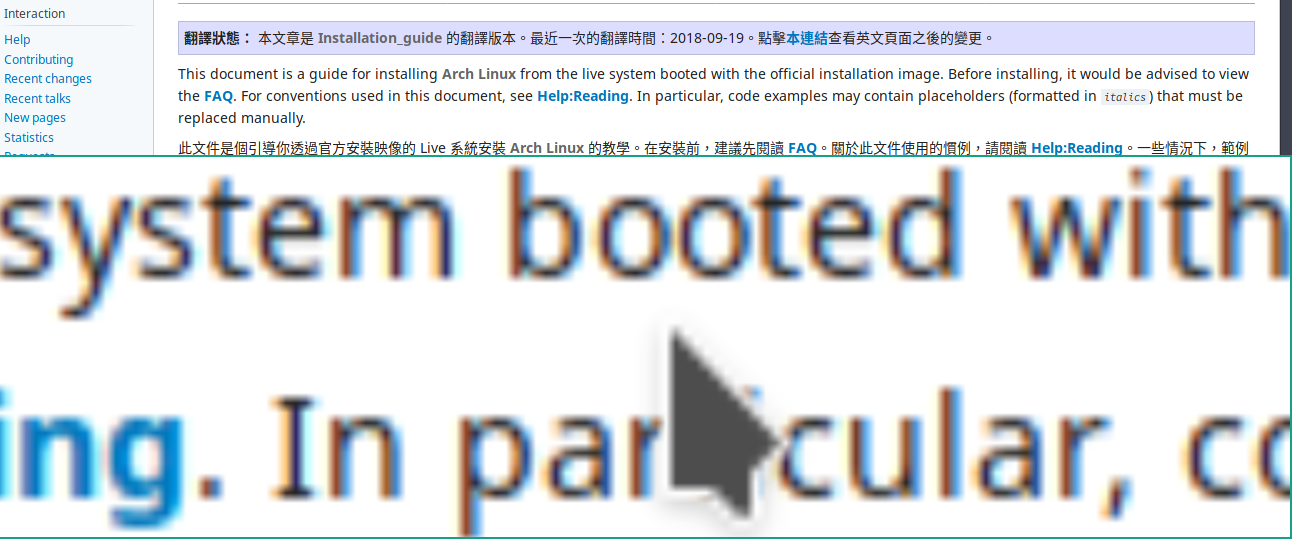 Interaction
Help
Contributing
Recent changes
Recent talks
New pages
Statistics
翻譯狀態： 本文章是 Installation_guide 的翻譯版本。最近一次的翻譯時間：2018-09-19。點擊本連結查看英文頁面之後的變更。
This document is a guide for installing Arch Linux from the live system booted with the official installation image. Before installing, it would be advised to view
the FAQ. For conventions used in this document, see Help:Reading. In particular, code examples may contain placeholders (formatted in italics) that must be
replaced manually.
此文件是個引導你透過官方安裝映像的 Live 系統安裝 Arch Linux 的教學。在安裝前，建議先閱讀 FAQ。關於此文件使用的慣例，請閱讀 Help:Reading。一些情況下，範例
system booted with
ing. In par cular, co